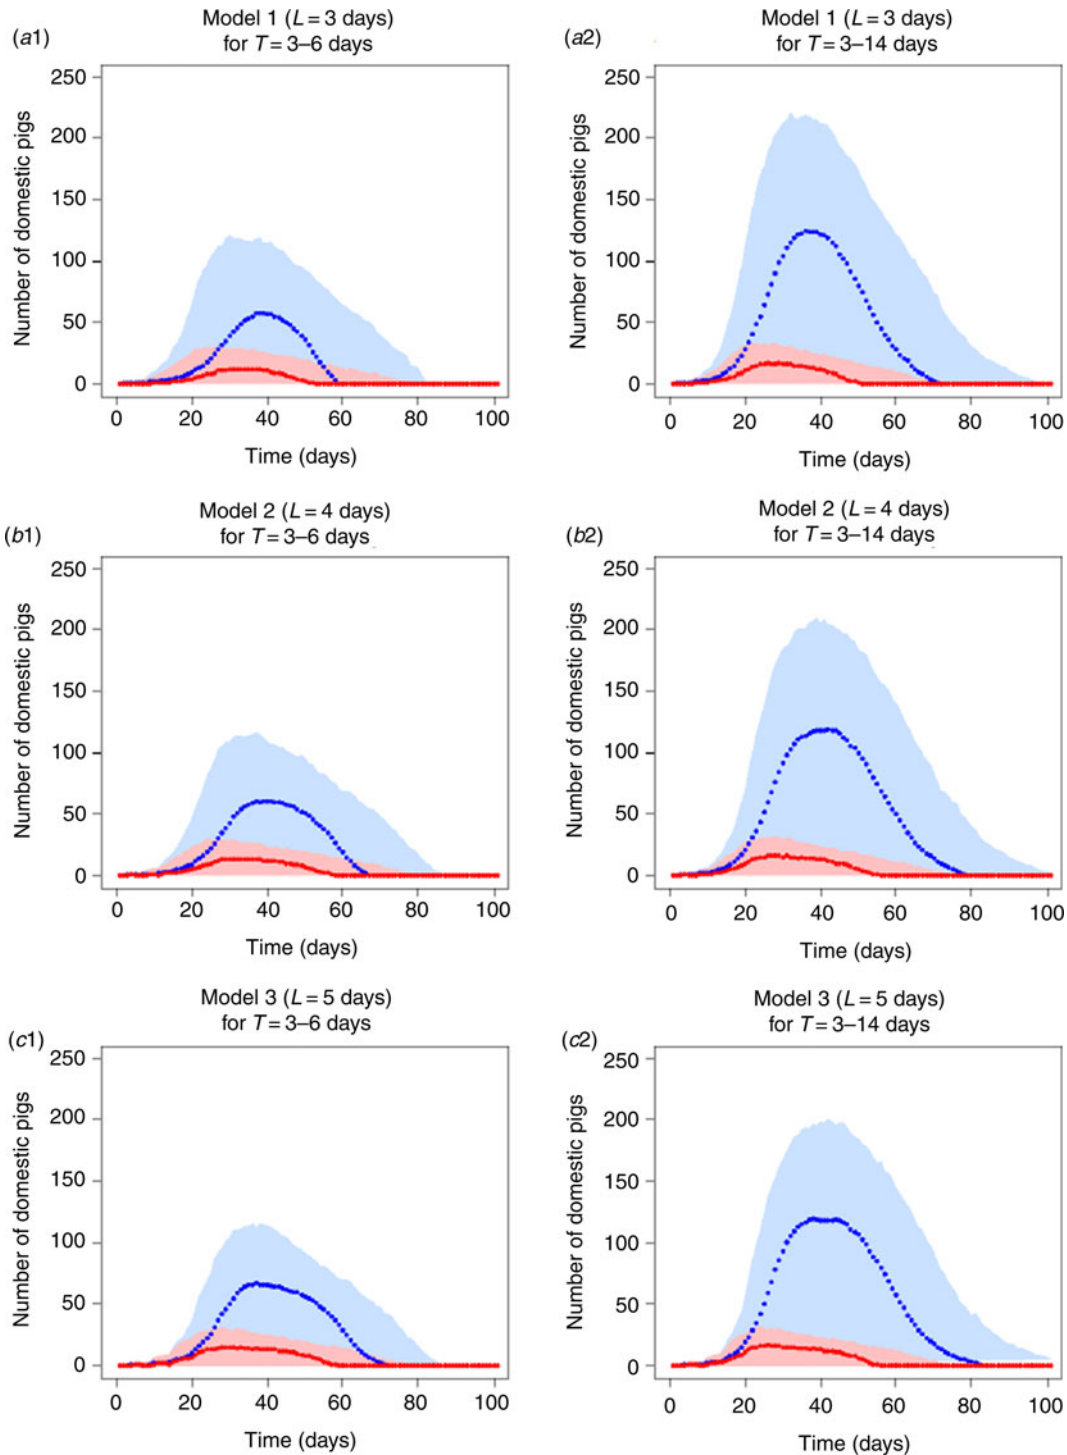 (a1)
Model 1 (L = 3 days)
for T = 3–6 days
Number of domestic pigs
250
200
150
100
50
0
0 20 40 60 80 100
Time (days)
(a2)
Model 1 (L = 3 days)
for T = 3–14 days
Number of domestic pigs
250
200
150
100
50
0
0 20 40 60 80 100
Time (days)
(b1)
Model 2 (L = 4 days)
for T = 3–6 days
Number of domestic pigs
250
200
150
100
50
0
0 20 40 60 80 100
Time (days)
(b2)
Model 2 (L = 4 days)
for T = 3–14 days
Number of domestic pigs
250
200
150
100
50
0
0 20 40 60 80 100
Time (days)
(c1)
Model 3 (L = 5 days)
for T = 3–6 days
Number of domestic pigs
250
200
150
100
50
0
0 20 40 60 80 100
Time (days)
(c2)
Model 3 (L = 5 days)
for T = 3–14 days
Number of domestic pigs
250
200
150
100
50
0
0 20 40 60 80 100
Time (days)